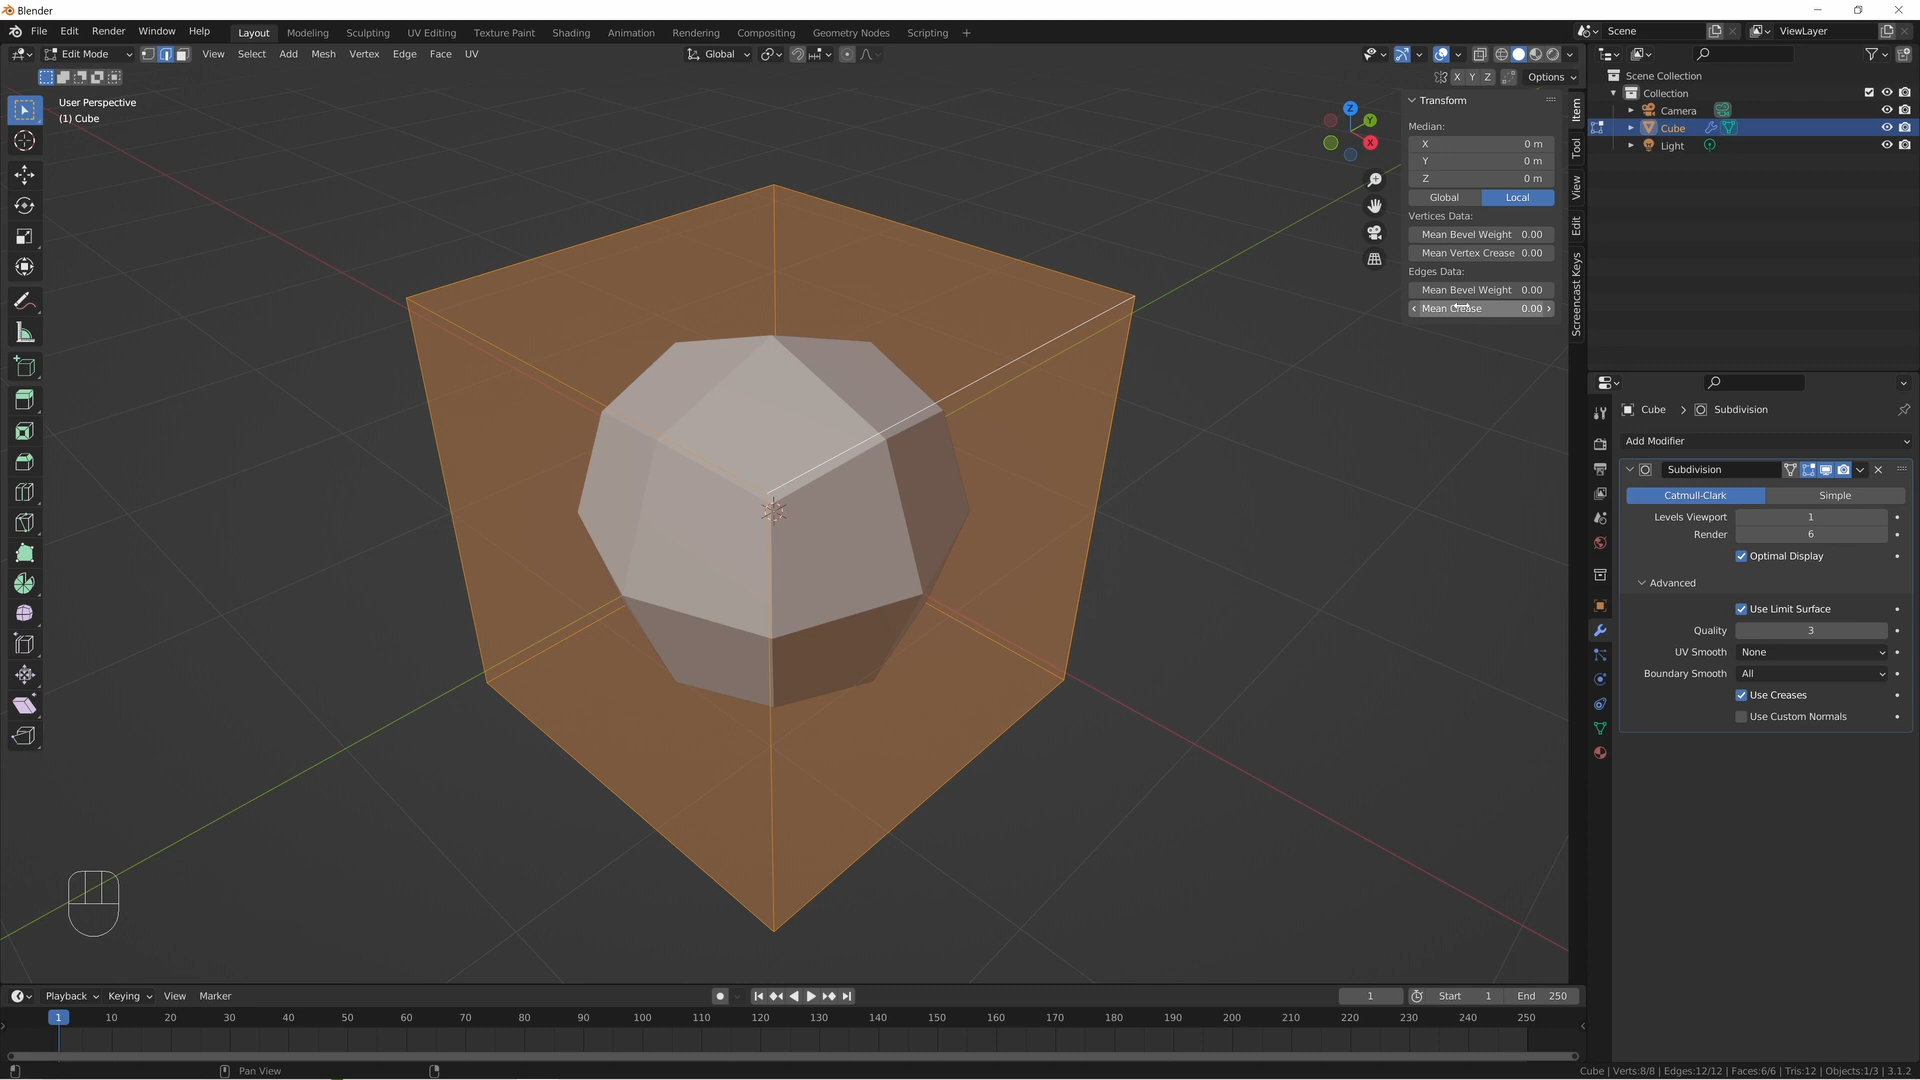 Blender
File Edit Render Window Help
Layout Modeling Sculpting UV Editing Texture Paint Shading Animation Rendering Compositing Geometry Nodes Scripting +
Scene
ViewLayer
Edit Mode View Select Add Mesh Vertex Edge Face UV
Global
X Y Z Options
User Perspective
(1) Cube
Z
Y
X
Transform
Median:
X 0 m
Y 0 m
Z 0 m
Global Local
Vertices Data:
Mean Bevel Weight 0.00
Mean Vertex Crease 0.00
Edges Data:
Mean Bevel Weight 0.00
Mean Crease 0.00
Item
Tool
View
Edit
Screencast Keys
Scene Collection
Collection
Camera
Cube
Light
Cube > Subdivision
Add Modifier
Subdivision
Catmull-Clark Simple
Levels Viewport 1
Render 6
Optimal Display
Advanced
Use Limit Surface
Quality 3
UV Smooth None
Boundary Smooth All
Use Creases
Use Custom Normals
Playback Keying View Marker
1 Start 1 End 250
1 10 20 30 40 50 60 70 80 90 100 110 120 130 140 150 160 170 180 190 200 210 220 230 240 250
Pan View
Cube | Verts:8/8 | Edges:12/12 | Faces:6/6 | Tris:12 | Objects:1/3 | 3.1.2